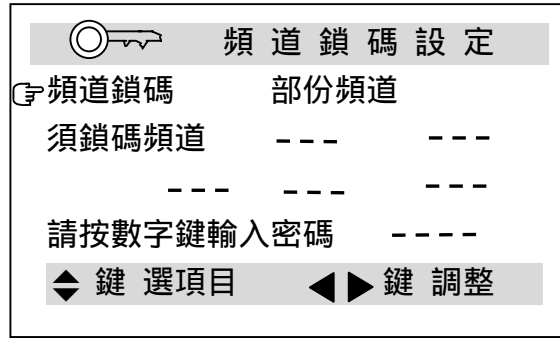 頻道鎖碼設定
頻道鎖碼 部份頻道
須鎖碼頻道 --- ---
--- --- ---
請按數字鍵輸入密碼 ----
鍵 選項目 鍵 調整